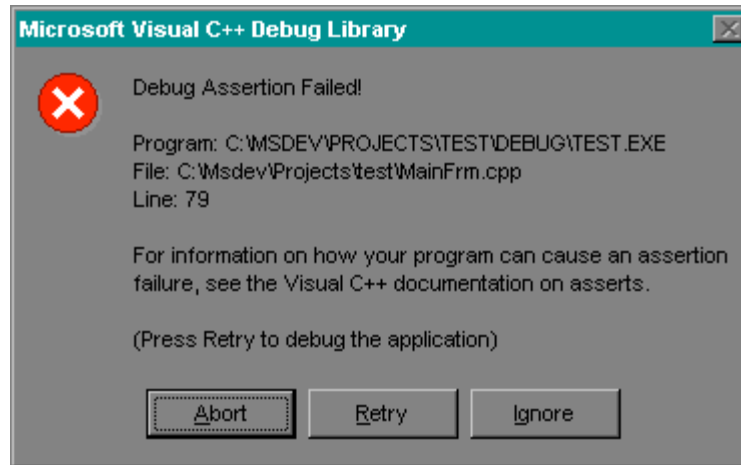 Microsoft Visual C++ Debug Library
Debug Assertion Failed!
Program: C:\MSDEV\PROJECTS\TEST\DEBUG\TEST.EXE
File: C:\Msdev\Projects\test\MainFrm.cpp
Line: 79
For information on how your program can cause an assertion
failure, see the Visual C++ documentation on asserts.
(Press Retry to debug the application)
Abort Retry Ignore